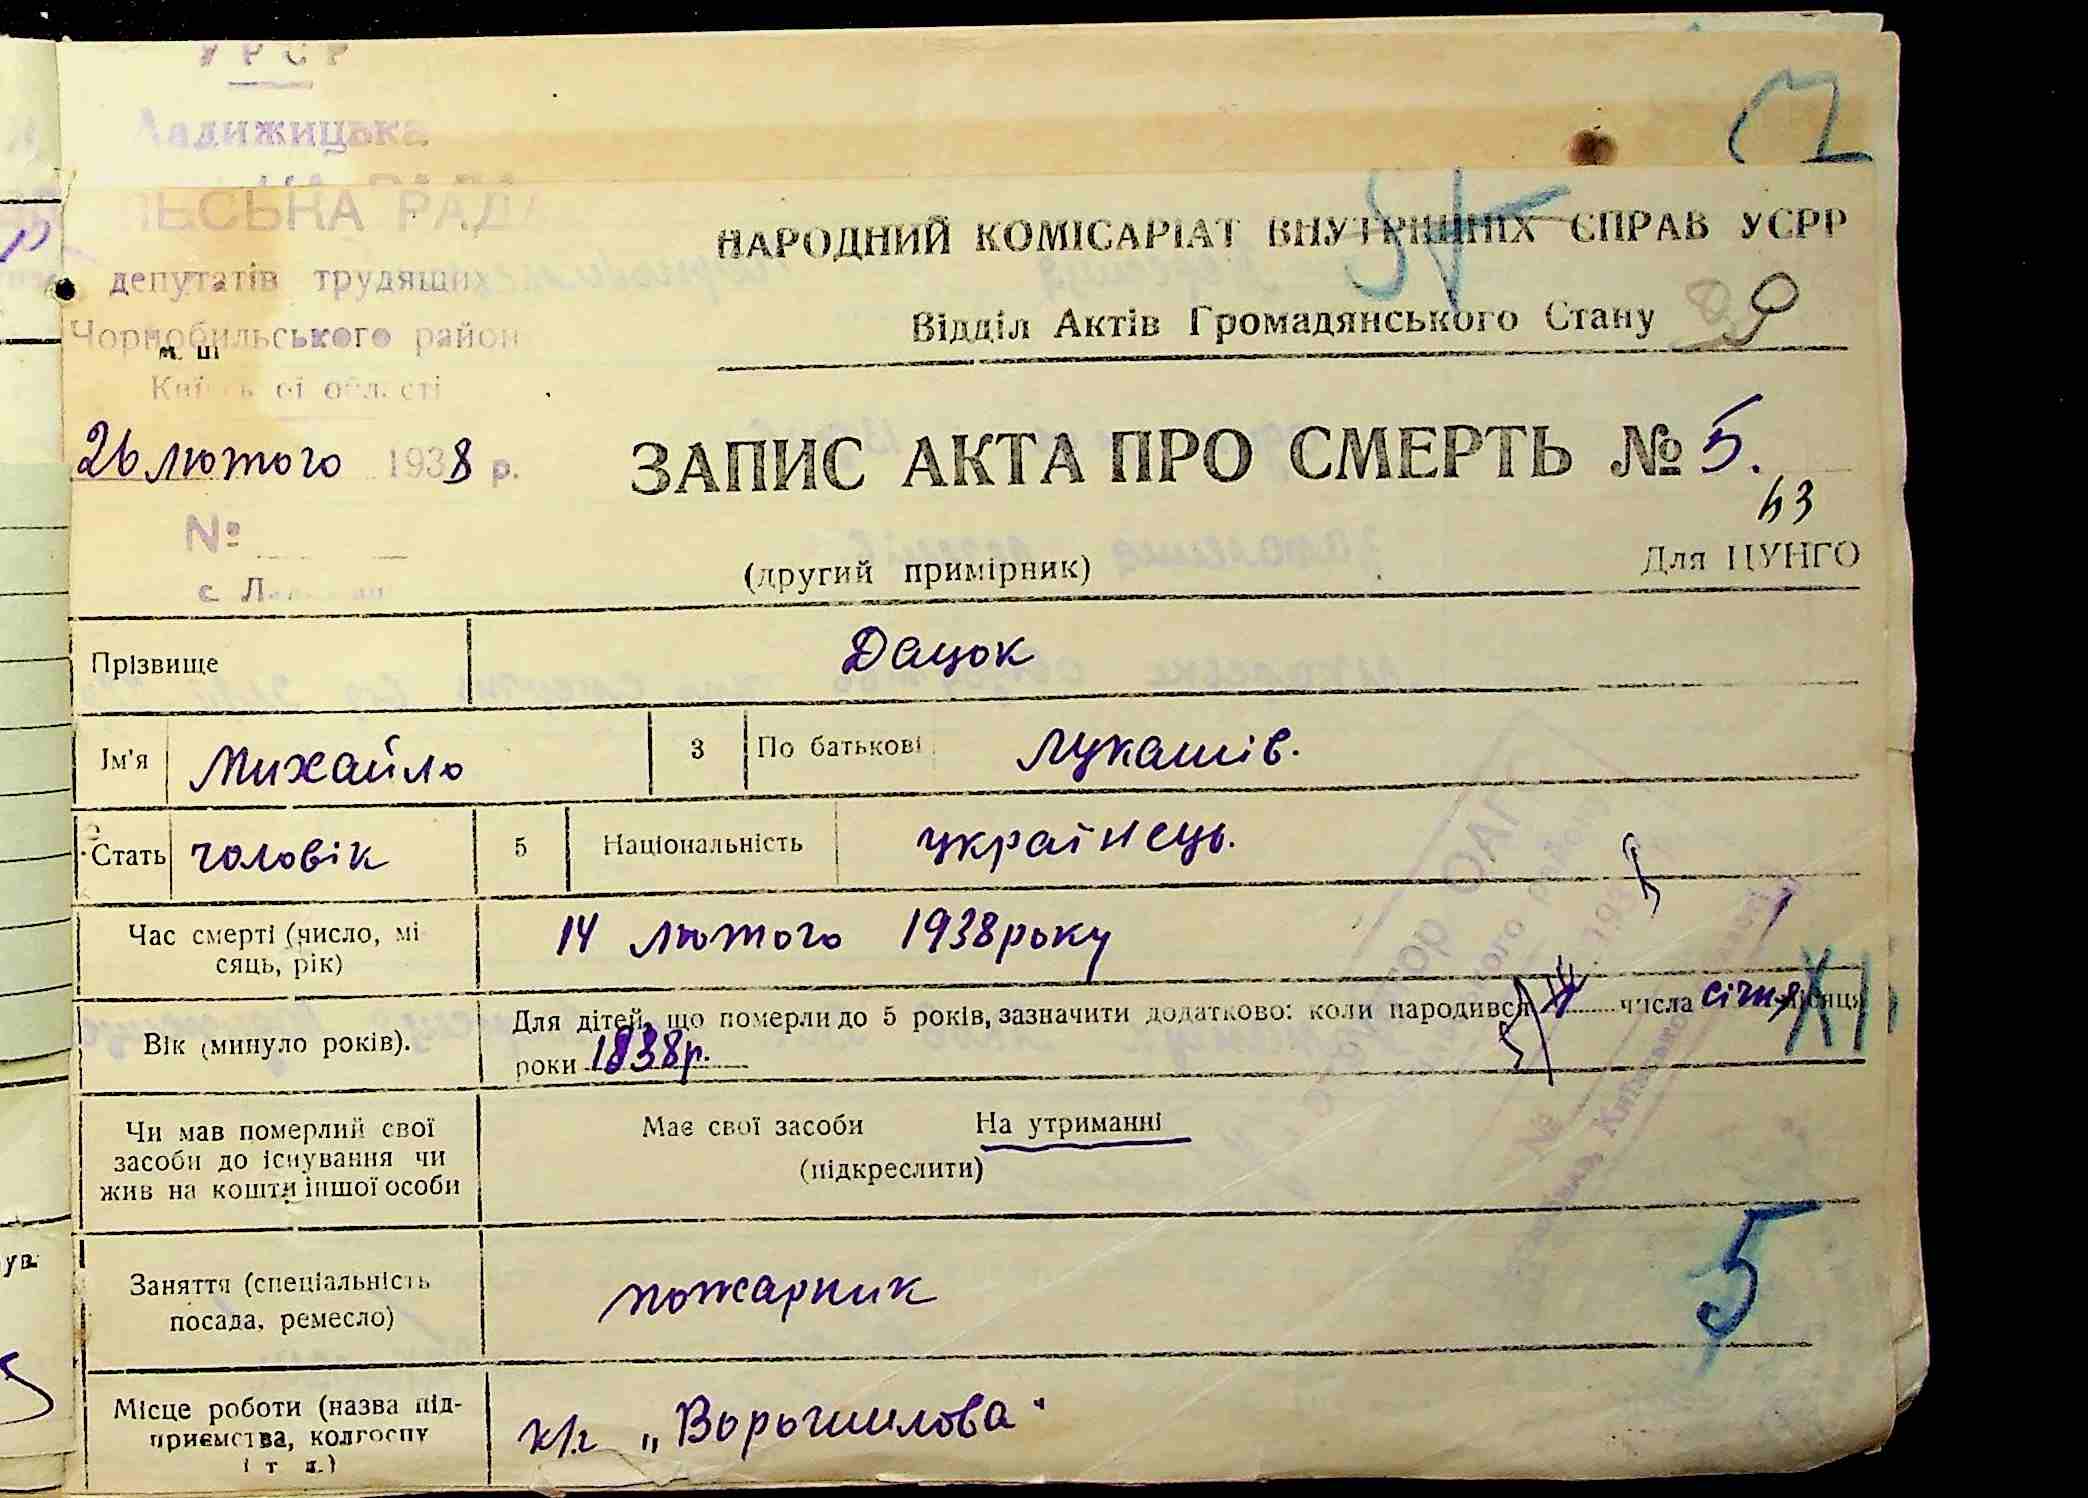 УРСР
Ладижицька
СІЛЬСЬКА РАДА
депутатів трудящих
Чорнобильського район
Київської області
26 лютого 1938 р.
№
с.
НАРОДНИЙ КОМІСАРІАТ ВНУТРІШНІХ СПРАВ УСРР
Відділ Актів Громадянського Стану
ЗАПИС АКТА ПРО СМЕРТЬ № 5.
(другий примірник)
Для ЦУНГО
Прізвище Дацок
Ім'я Михайло 3 По батькові Лукашів.
Стать чоловік 5 Національність українець.
Час смерті (число, мі
сяць, рік) 14 лютого 1938 року
Вік (минуло років). Для дітей, що померли до 5 років, зазначити додатково: коли народився числа січня місяця
роки 1838 р.
Чи мав померлий свої
засоби до існування чи
жив на кошти іншої особи
Має свої засоби На утриманні
(підкреслити)
Заняття (спеціальність
посада, ремесло) пожарник
5
Місце роботи (назва під-
приємства, колгоспу
і т д.) к/г „Ворошилова"